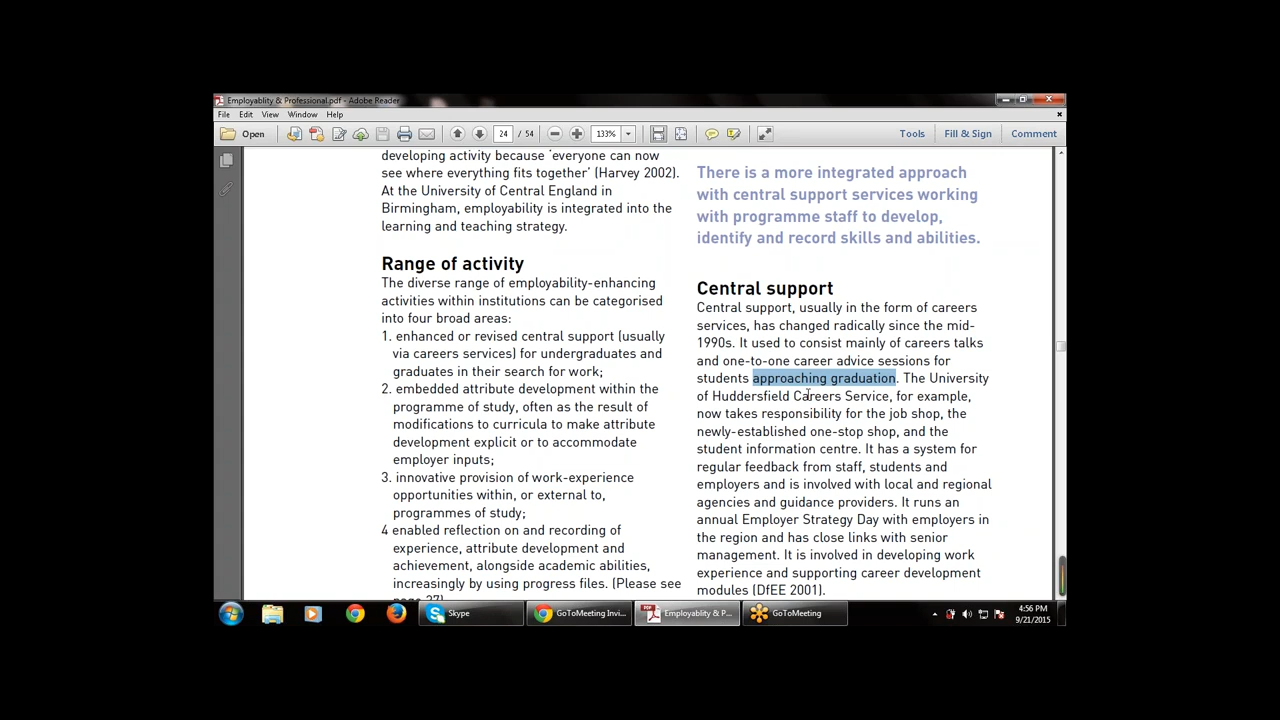 Employablity & Professional.pdf - Adobe Reader
File Edit View Window Help
Open 24 / 54 133% Tools Fill & Sign Comment
developing activity because 'everyone can now
see where everything fits together' (Harvey 2002).
At the University of Central England in
Birmingham, employability is integrated into the
learning and teaching strategy.
Range of activity
The diverse range of employability-enhancing
activities within institutions can be categorised
into four broad areas:
1. enhanced or revised central support (usually
via careers services) for undergraduates and
graduates in their search for work;
2. embedded attribute development within the
programme of study, often as the result of
modifications to curricula to make attribute
development explicit or to accommodate
employer inputs;
3. innovative provision of work-experience
opportunities within, or external to,
programmes of study;
4 enabled reflection on and recording of
experience, attribute development and
achievement, alongside academic abilities,
increasingly by using progress files. (Please see
page 27)
There is a more integrated approach
with central support services working
with programme staff to develop,
identify and record skills and abilities.
Central support
Central support, usually in the form of careers
services, has changed radically since the mid-
1990s. It used to consist mainly of careers talks
and one-to-one career advice sessions for
students approaching graduation. The University
of Huddersfield Careers Service, for example,
now takes responsibility for the job shop, the
newly-established one-stop shop, and the
student information centre. It has a system for
regular feedback from staff, students and
employers and is involved with local and regional
agencies and guidance providers. It runs an
annual Employer Strategy Day with employers in
the region and has close links with senior
management. It is involved in developing work
experience and supporting career development
modules (DfEE 2001).
Skype GoToMeeting Invi... Employablity & P... GoToMeeting 4:56 PM
9/21/2015